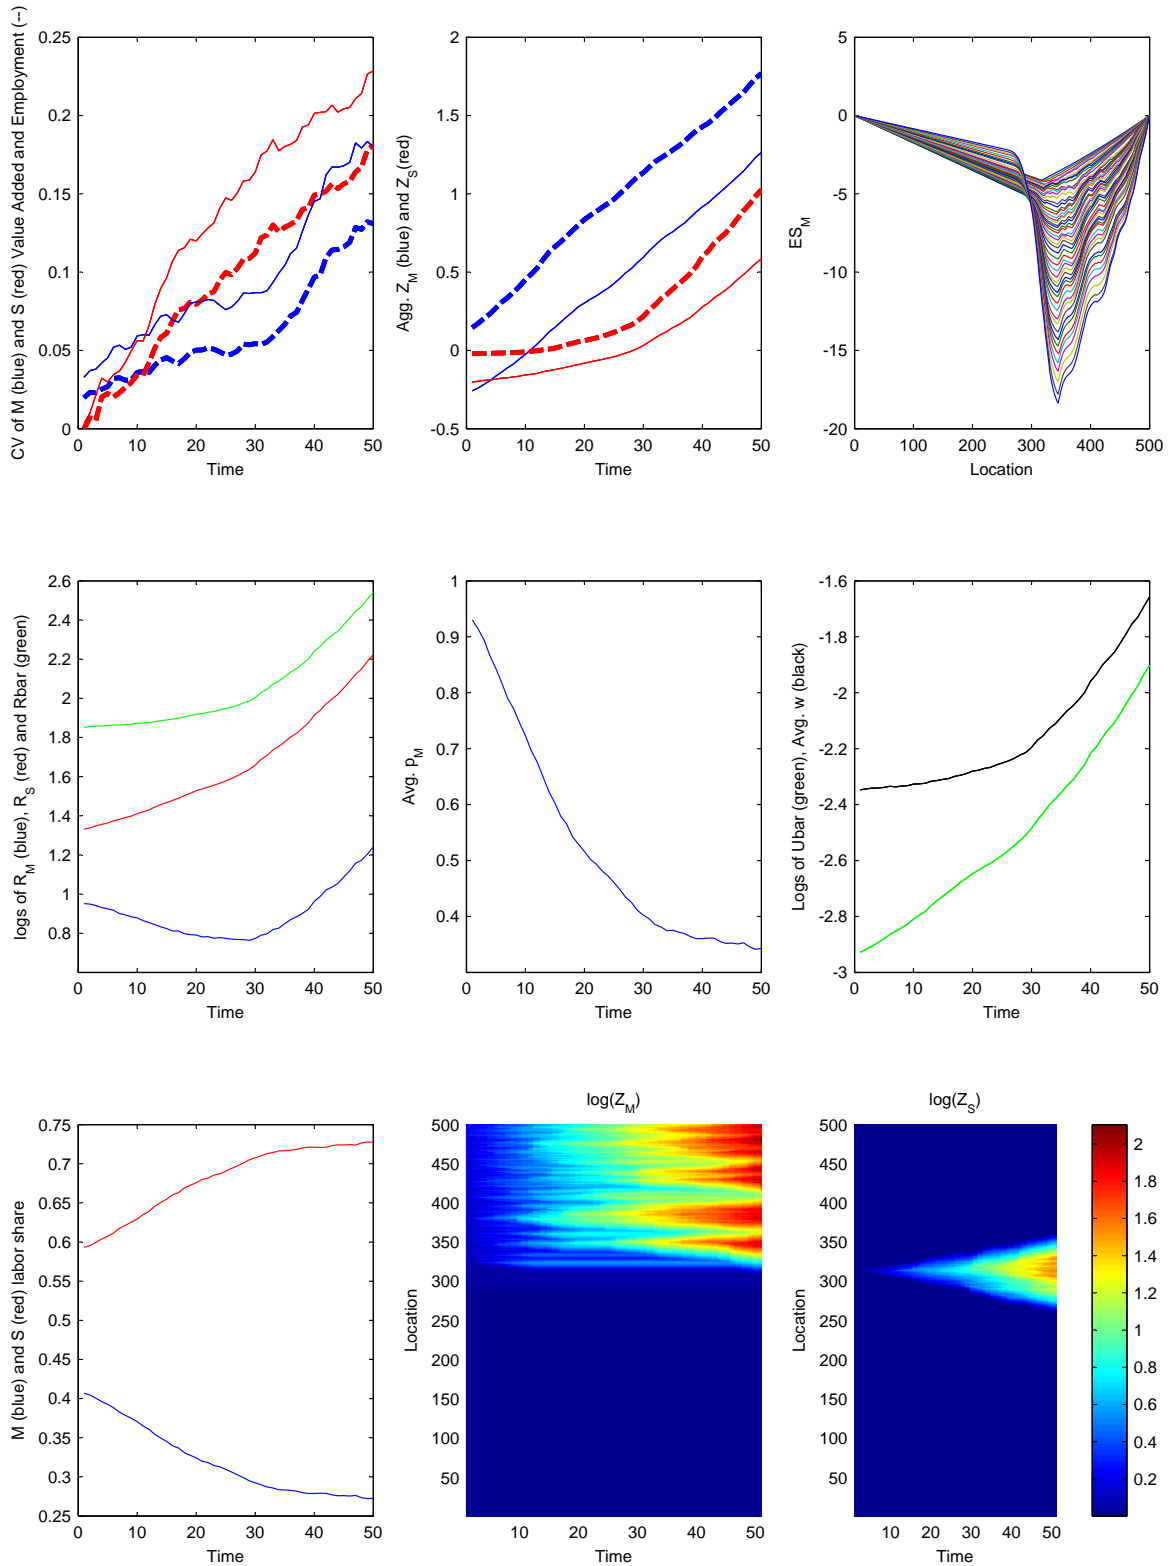 CV of M (blue) and S (red) Value Added and Employment (--)
0.25
0.2
0.15
0.1
0.05
0
0 10 20 30 40 50
Time
Agg. Z_M (blue) and Z_S(red)
2
1.5
1
0.5
0
-0.5
0 10 20 30 40 50
Time
ES_M
5
0
-5
-10
-15
-20
0 100 200 300 400 500
Location
logs of R_M (blue), R_S (red) and Rbar (green)
2.6
2.4
2.2
2
1.8
1.6
1.4
1.2
1
0.8
0 10 20 30 40 50
Time
Avg. p_M
1
0.9
0.8
0.7
0.6
0.5
0.4
0 10 20 30 40 50
Time
Logs of Ubar (green), Avg. w (black)
-1.6
-1.8
-2
-2.2
-2.4
-2.6
-2.8
-3
0 10 20 30 40 50
Time
M (blue) and S (red) labor share
0.75
0.7
0.65
0.6
0.55
0.5
0.45
0.4
0.35
0.3
0.25
0 10 20 30 40 50
Time
log(Z_M)
Location
500
450
400
350
300
250
200
150
100
50
10 20 30 40 50
Time
log(Z_S)
Location
500
450
400
350
300
250
200
150
100
50
10 20 30 40 50
Time
2
1.8
1.6
1.4
1.2
1
0.8
0.6
0.4
0.2